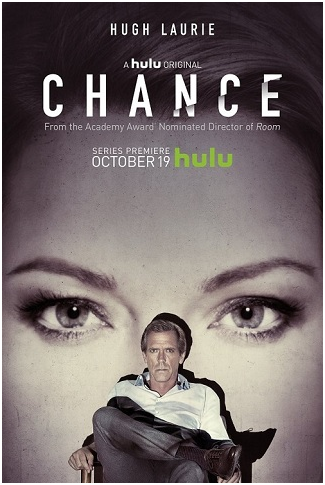 HUGH LAURIE
A hulu ORIGINAL
CHANCE
From the Academy Award® Nominated Director of Room
SERIES PREMIERE
OCTOBER 19 hulu